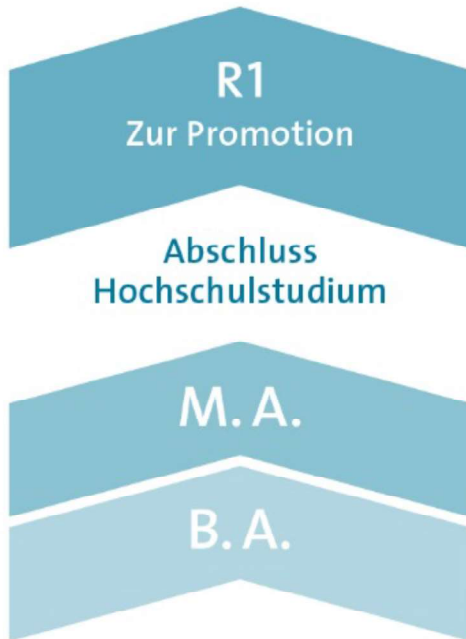 R1
Zur Promotion
Abschluss
Hochschulstudium
M. A.
B. A.